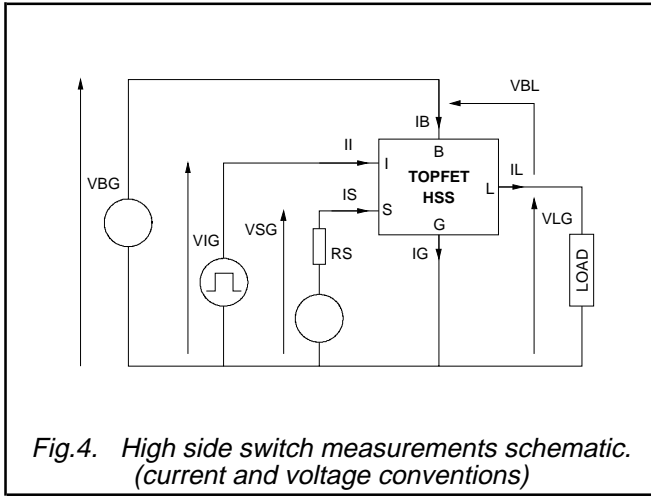 VBL
IB
II
B
I
TOPFET
HSS
IL
L
VBG
IS
S
VSG
G
VLG
VIG
RS
IG
LOAD
Fig.4. High side switch measurements schematic.
(current and voltage conventions)